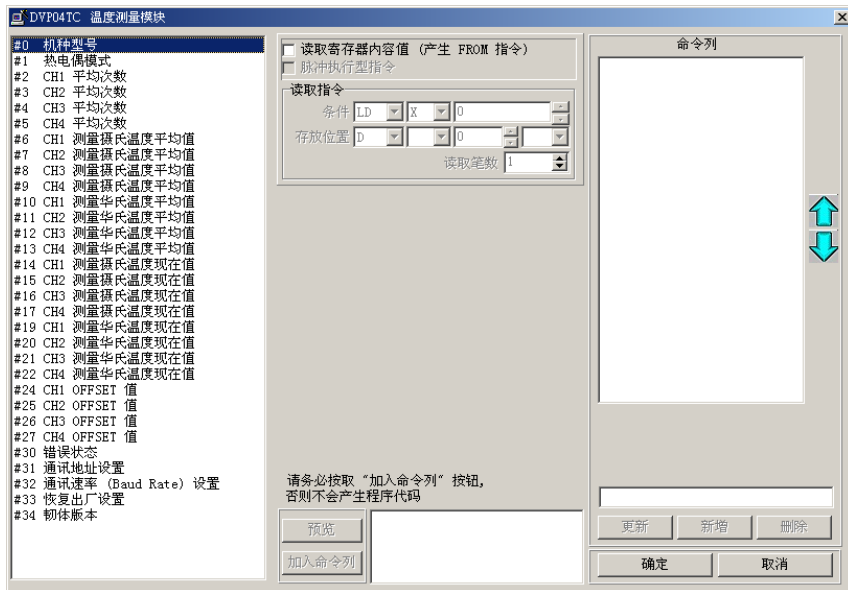 DVP04TC 温度测量模块
#0 机种型号
#1 热电偶模式
#2 CH1 平均次数
#3 CH2 平均次数
#4 CH3 平均次数
#5 CH4 平均次数
#6 CH1 测量摄氏温度平均值
#7 CH2 测量摄氏温度平均值
#8 CH3 测量摄氏温度平均值
#9 CH4 测量摄氏温度平均值
#10 CH1 测量华氏温度平均值
#11 CH2 测量华氏温度平均值
#12 CH3 测量华氏温度平均值
#13 CH4 测量华氏温度平均值
#14 CH1 测量摄氏温度现在值
#15 CH2 测量摄氏温度现在值
#16 CH3 测量摄氏温度现在值
#17 CH4 测量摄氏温度现在值
#19 CH1 测量华氏温度现在值
#20 CH2 测量华氏温度现在值
#21 CH3 测量华氏温度现在值
#22 CH4 测量华氏温度现在值
#24 CH1 OFFSET 值
#25 CH2 OFFSET 值
#26 CH3 OFFSET 值
#27 CH4 OFFSET 值
#30 错误状态
#31 通讯地址设置
#32 通讯速率 (Baud Rate) 设置
#33 恢复出厂设置
#34 韧体版本
读取寄存器内容值 (产生 FROM 指令)
脉冲执行型指令
读取指令
条件 LD X 0
存放位置 D 0
读取笔数 1
请务必按取 "加入命令列" 按钮,
否则不会产生程序代码
预览
加入命令列
命令列
更新 新增 删除
确定 取消